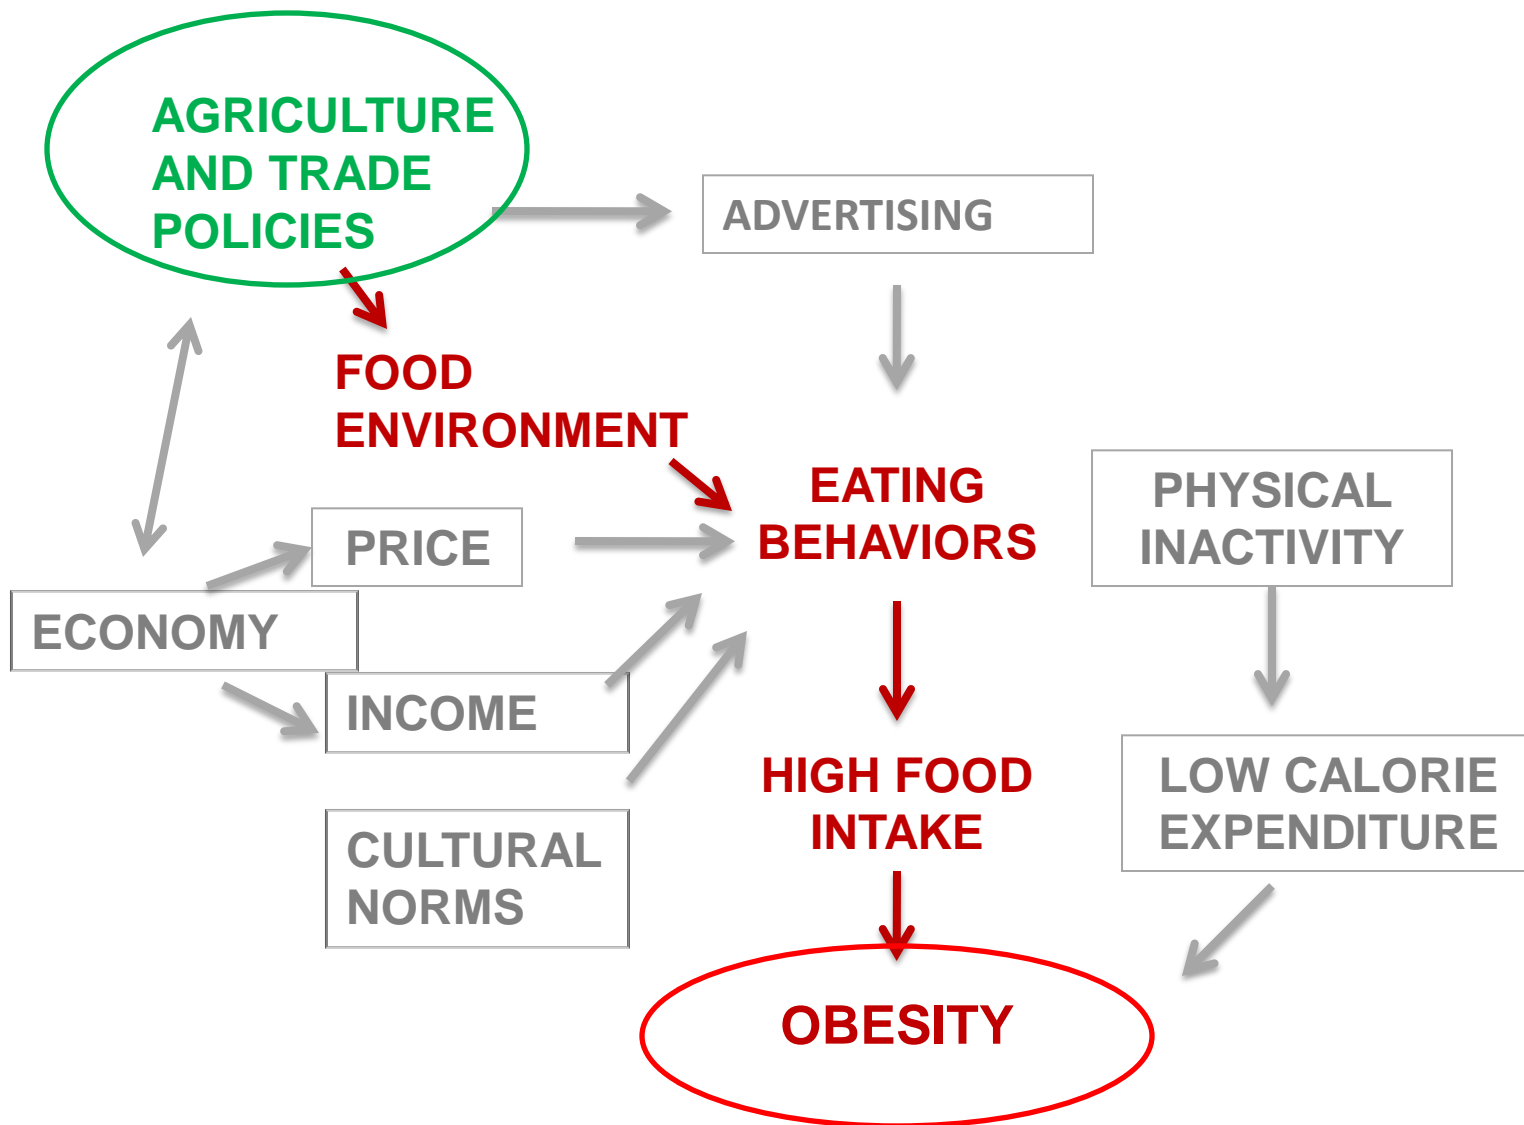 AGRICULTURE
AND TRADE
POLICIES
ADVERTISING
FOOD
ENVIRONMENT
EATING
BEHAVIORS
PHYSICAL
INACTIVITY
PRICE
ECONOMY
INCOME
HIGH FOOD
INTAKE
LOW CALORIE
EXPENDITURE
CULTURAL
NORMS
OBESITY